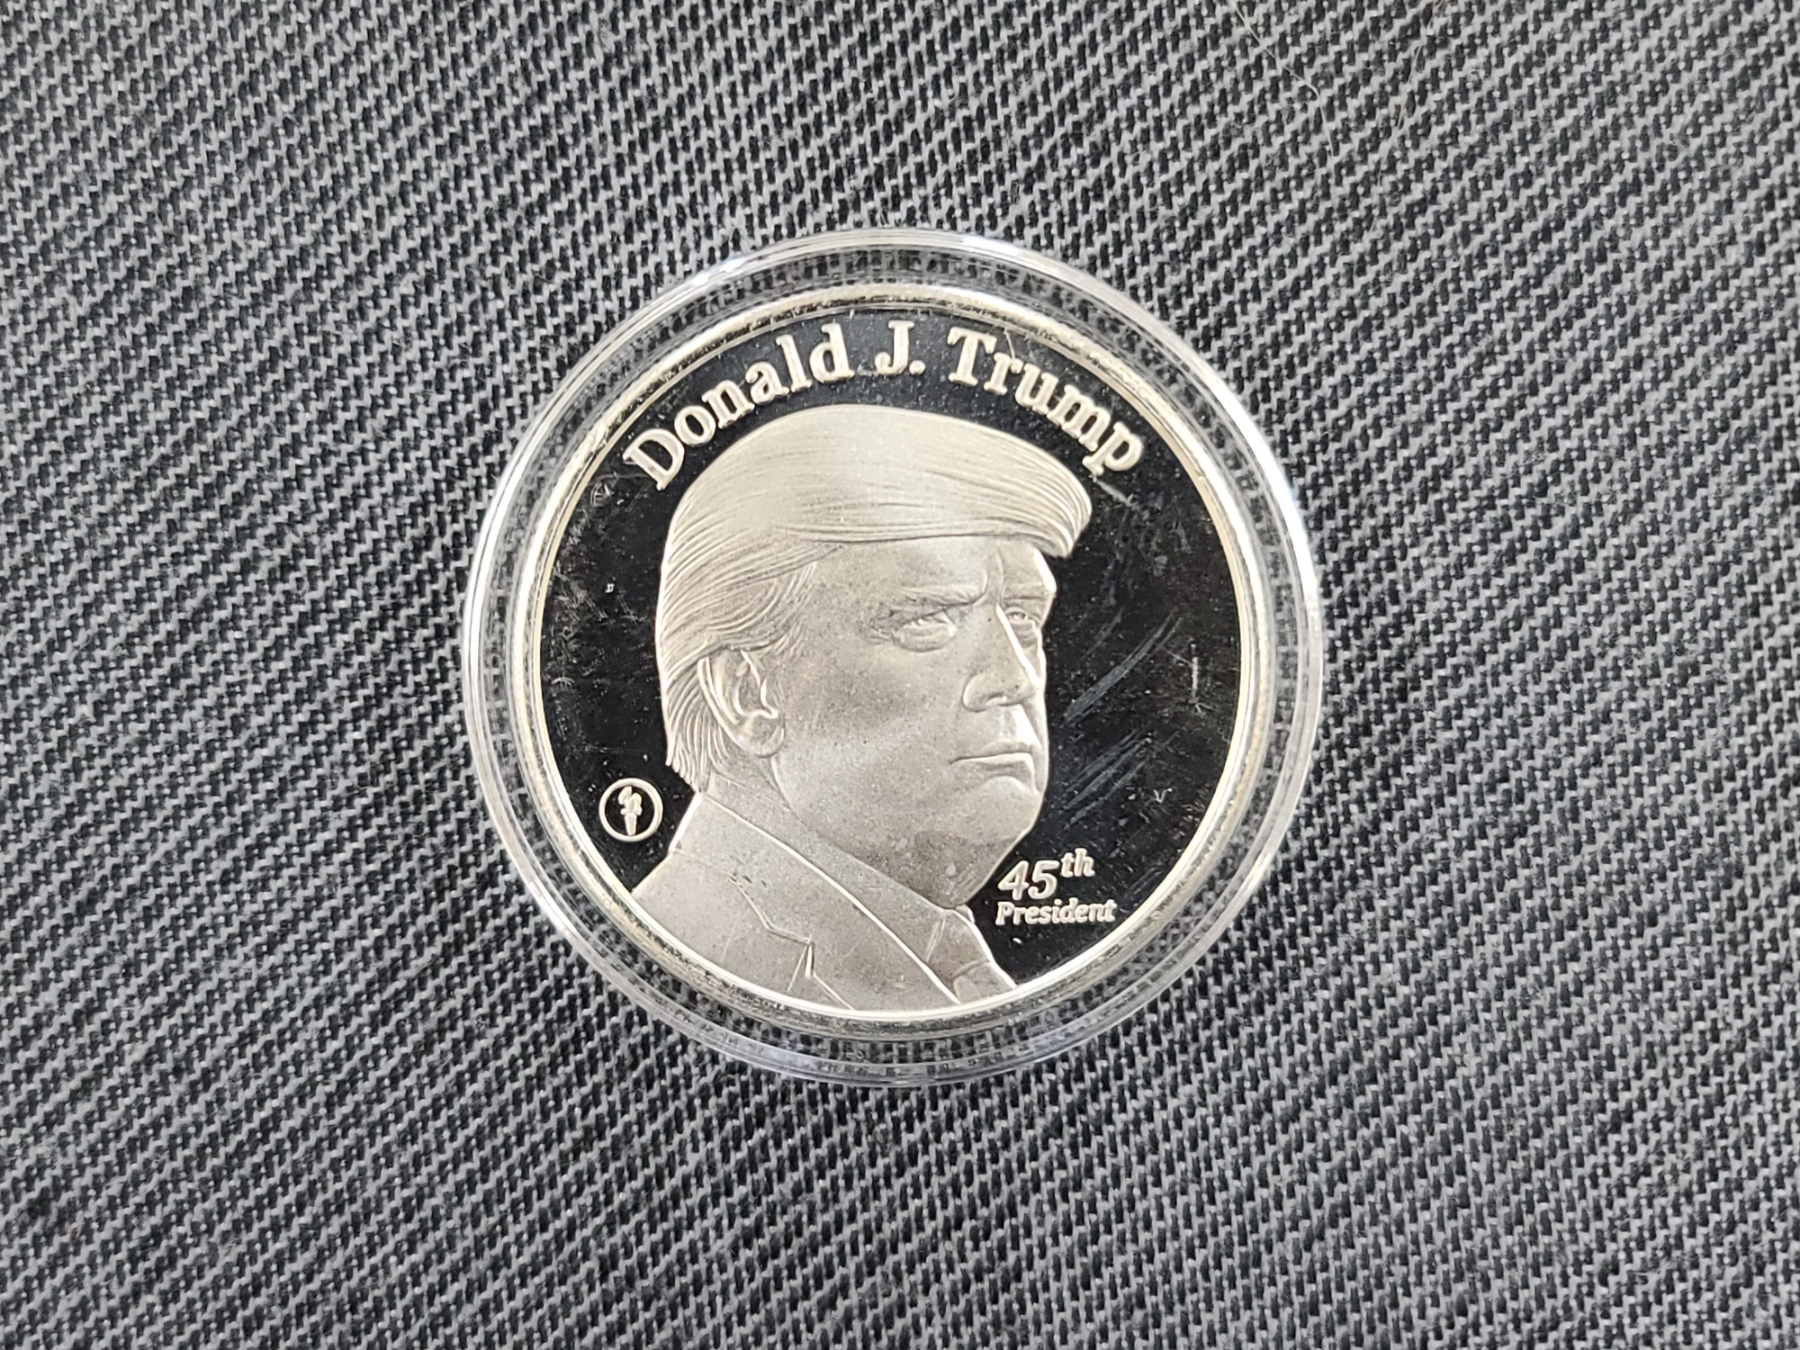 Donald J. Trump
45th
President